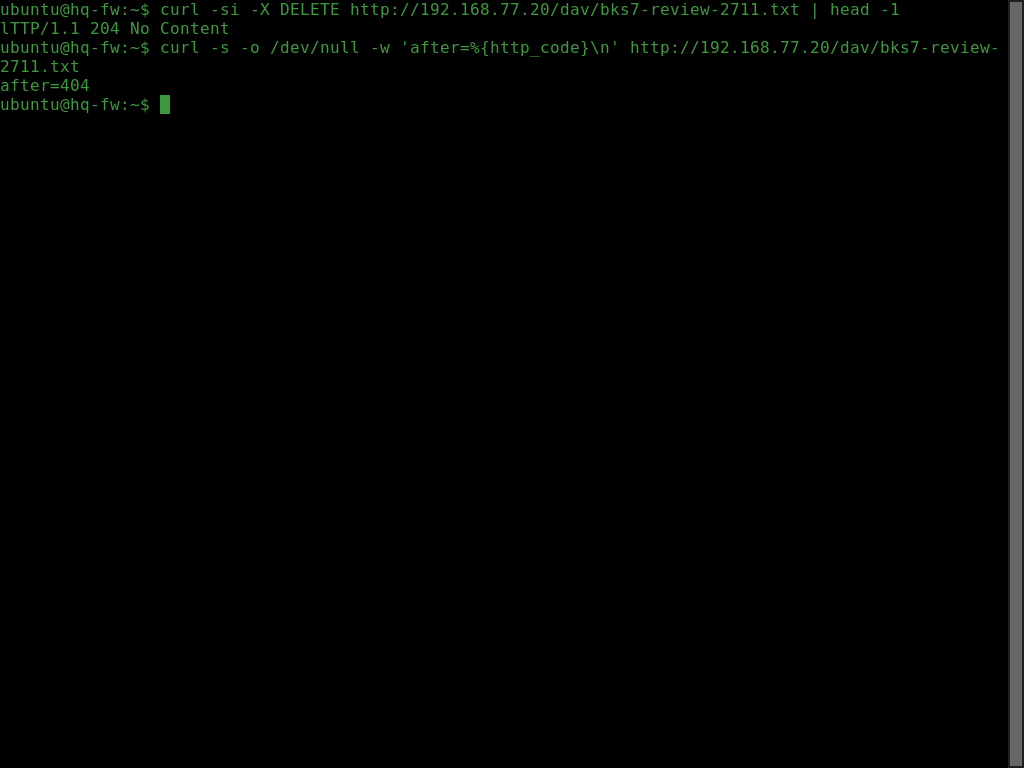 ubuntu@hq-fw:~$ curl -si -X DELETE http://192.168.77.20/dav/bks7-review-2711.txt | head -1
lTTP/1.1 204 No Content
ubuntu@hq-fw:~$ curl -s -o /dev/null -w 'after=%{http_code}\n' http://192.168.77.20/dav/bks7-review-
2711.txt
after=404
ubuntu@hq-fw:~$